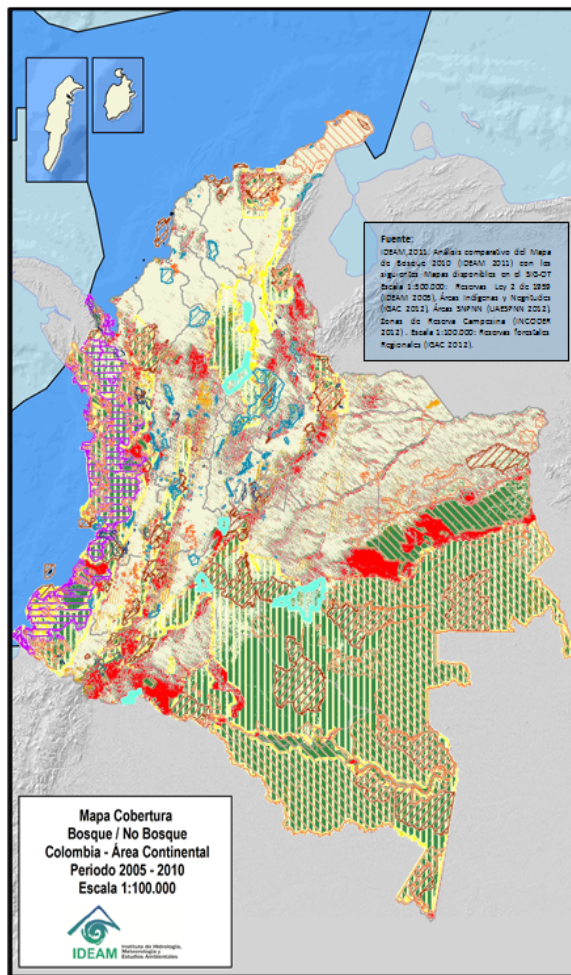 Fuente:
IDEAM, 2011. Análisis comparativo del Mapa
de Bosque 2010 (IDEAM 2011) con los
siguientes Mapas disponibles en el SIG-OT
Escala 1:500.000: Reservas Ley 2 de 1959
(IDEAM 2005), Áreas Indígenas y Negritudes
(IGAC 2012), Áreas SNPNN (UAESPNN 2012),
Zonas de Reserva Campesina (INCODER
2012). Escala 1:100.000: Reservas forestales
Regionales (IGAC 2012).
Mapa Cobertura
Bosque / No Bosque
Colombia - Área Continental
Periodo 2005 - 2010
Escala 1:100.000
IDEAM
Instituto de Hidrología,
Meteorología y
Estudios Ambientales